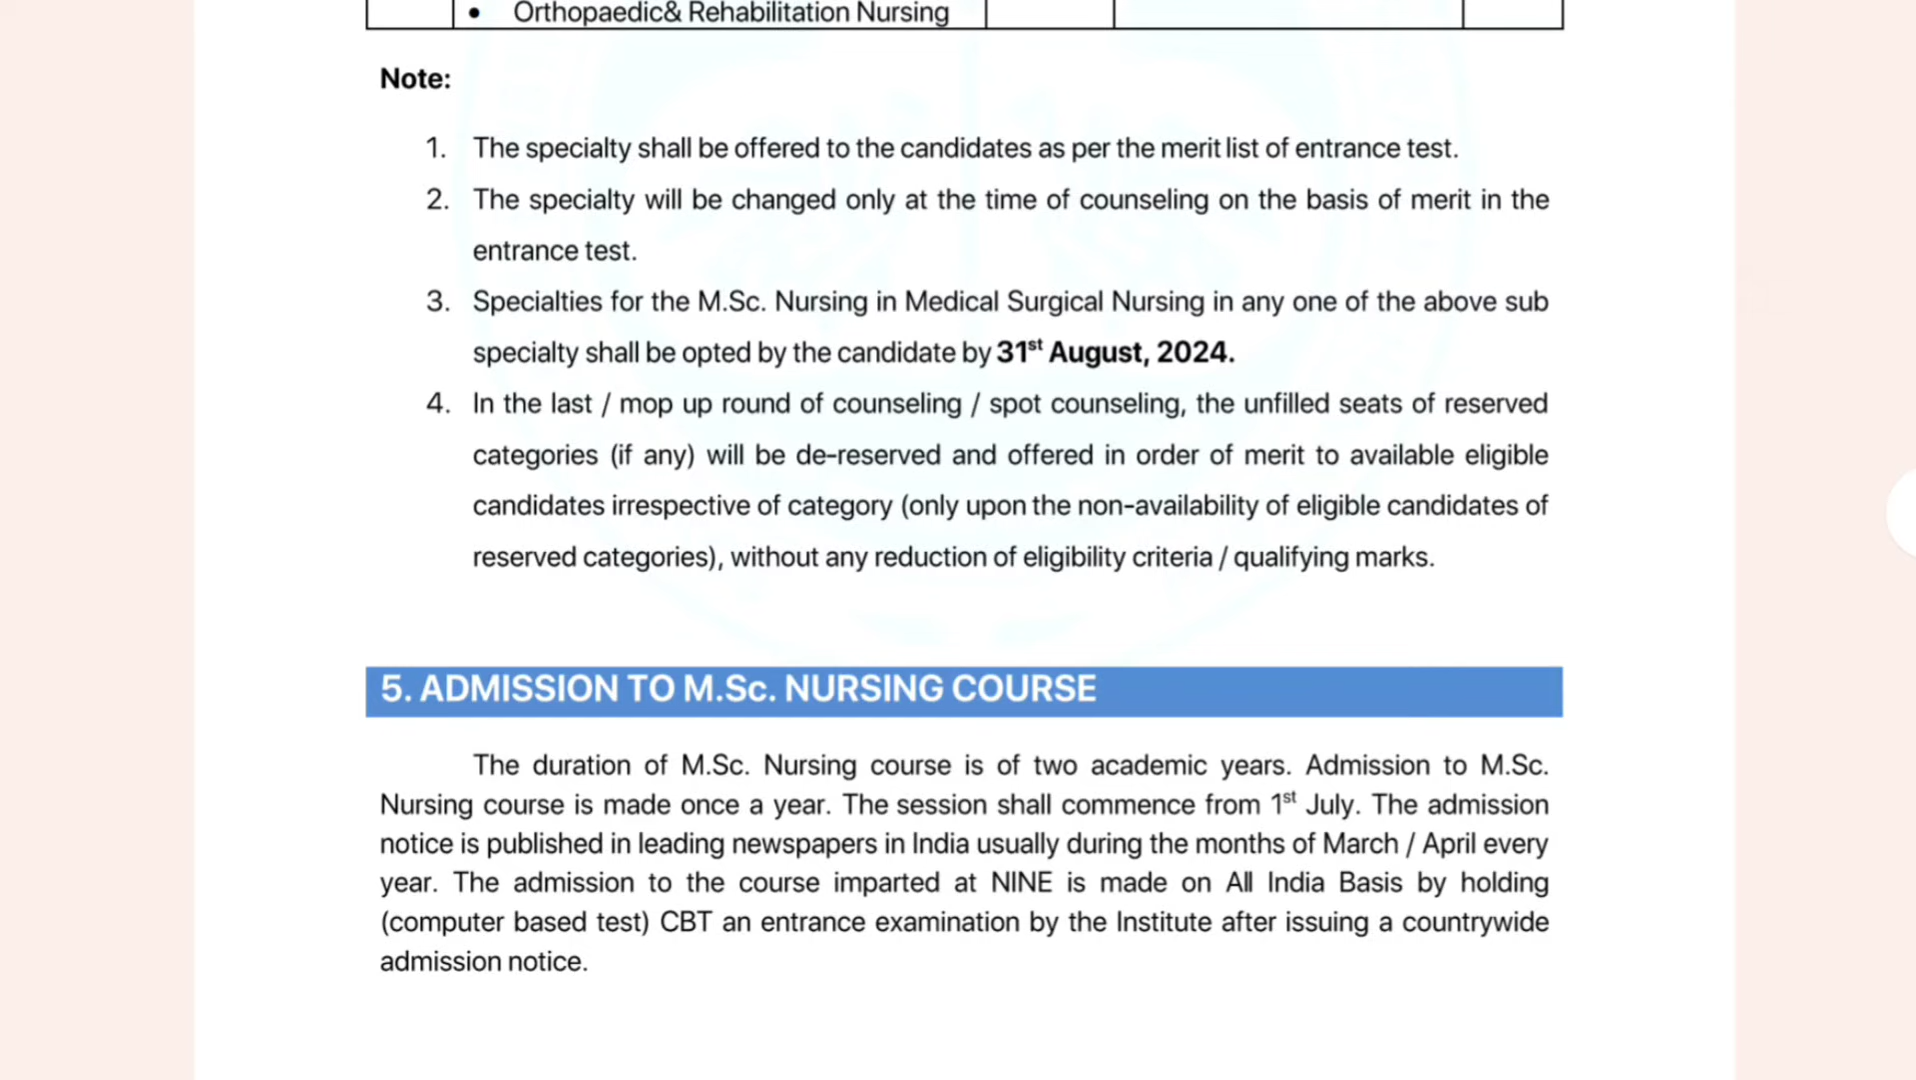 • Orthopaedic& Rehabilitation Nursing
Note:
1. The specialty shall be offered to the candidates as per the merit list of entrance test.
2. The specialty will be changed only at the time of counseling on the basis of merit in the
entrance test.
3. Specialties for the M.Sc. Nursing in Medical Surgical Nursing in any one of the above sub
specialty shall be opted by the candidate by 31st August, 2024.
4. In the last / mop up round of counseling / spot counseling, the unfilled seats of reserved
categories (if any) will be de-reserved and offered in order of merit to available eligible
candidates irrespective of category (only upon the non-availability of eligible candidates of
reserved categories), without any reduction of eligibility criteria / qualifying marks.
5. ADMISSION TO M.Sc. NURSING COURSE
The duration of M.Sc. Nursing course is of two academic years. Admission to M.Sc.
Nursing course is made once a year. The session shall commence from 1st July. The admission
notice is published in leading newspapers in India usually during the months of March / April every
year. The admission to the course imparted at NINE is made on All India Basis by holding
(computer based test) CBT an entrance examination by the Institute after issuing a countrywide
admission notice.